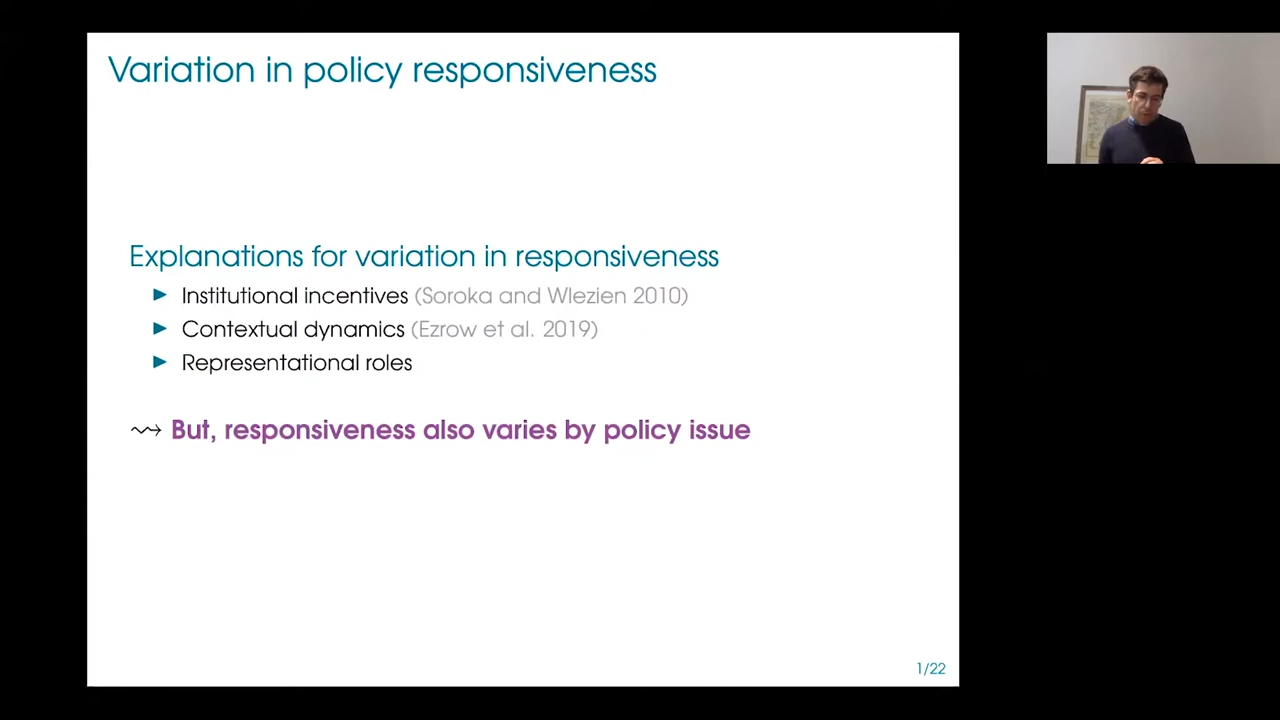 Variation in policy responsiveness
Explanations for variation in responsiveness
▶ Institutional incentives (Soroka and Wlezien 2010)
▶ Contextual dynamics (Ezrow et al. 2019)
▶ Representational roles
⇝ But, responsiveness also varies by policy issue
1/22